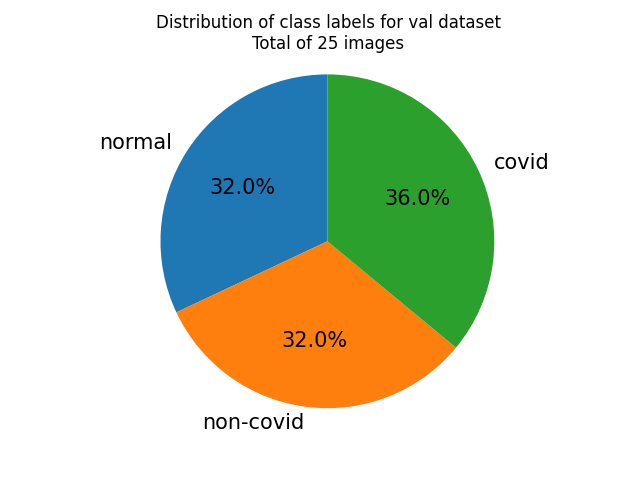 Distribution of class labels for val dataset
Total of 25 images
normal
32.0%
covid
36.0%
32.0%
non-covid